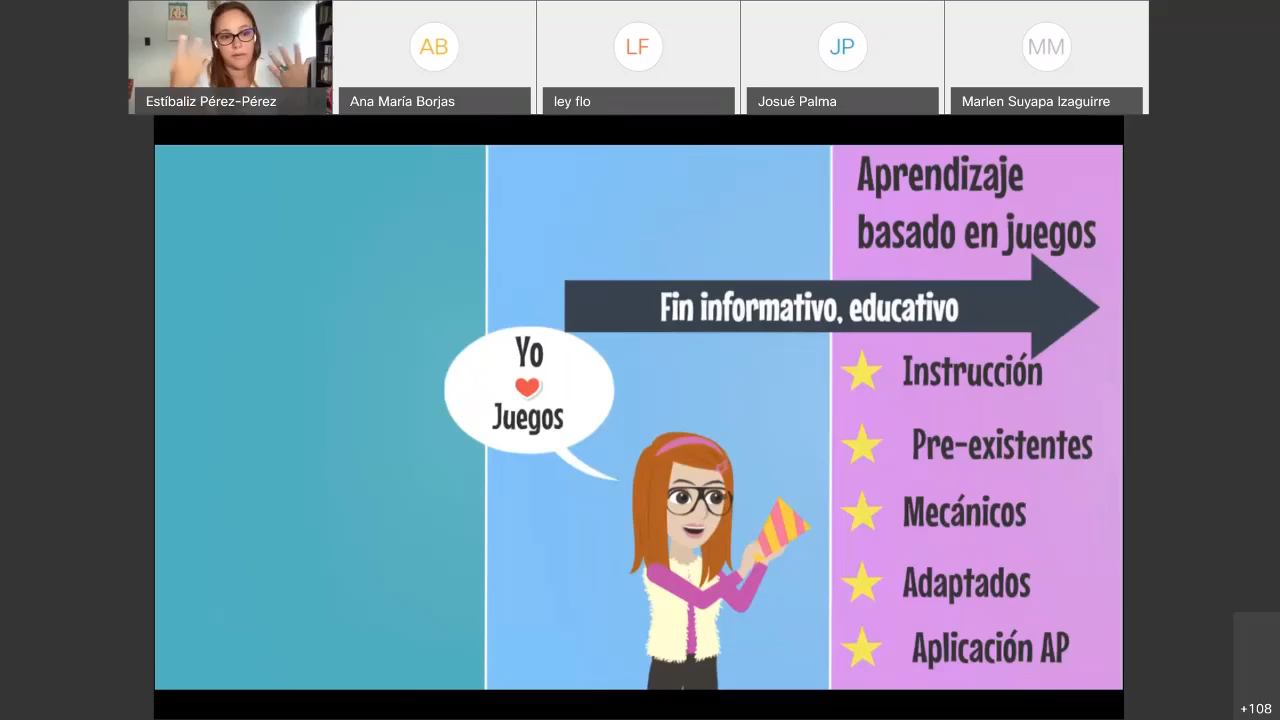 AB
LF
JP
MM
Estíbaliz Pérez-Pérez
Ana María Borjas
ley flo
Josué Palma
Marlen Suyapa Izaguirre
Aprendizaje
basado en juegos
Fin informativo, educativo
Yo
Juegos
Instrucción
Pre-existentes
Mecánicos
Adaptados
Aplicación AP
+108